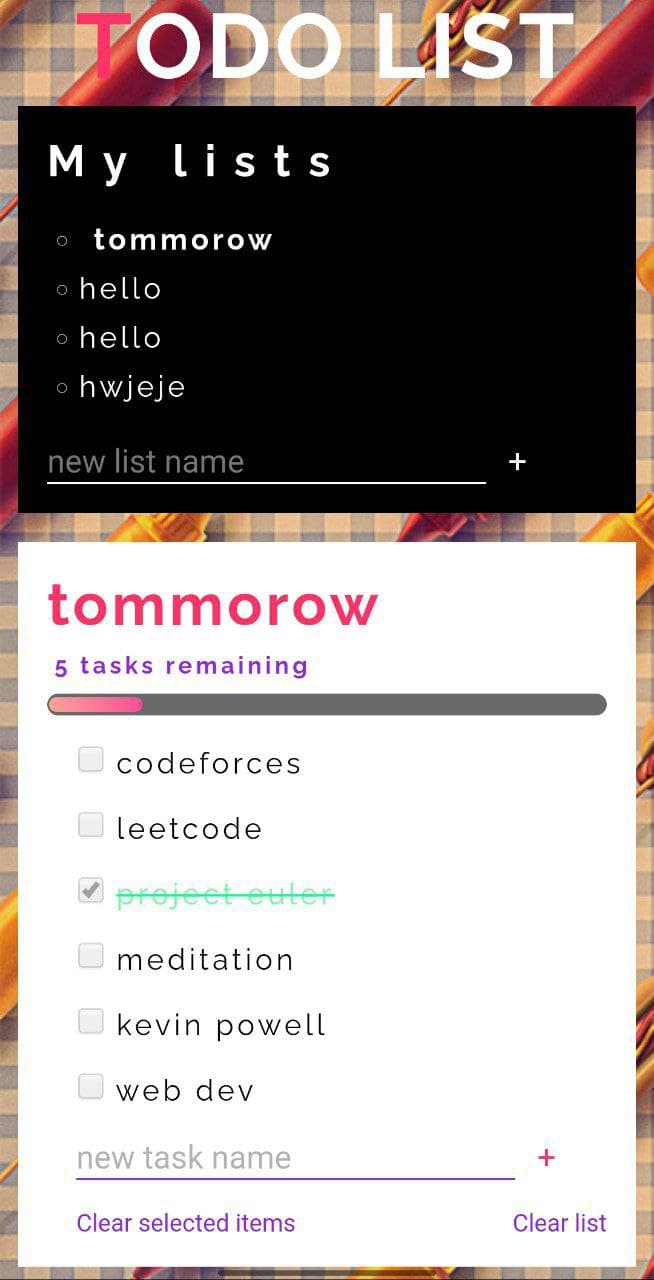 TODO LIST
My lists
tommorow
hello
hello
hwjeje
new list name +
tommorow
5 tasks remaining
codeforces
leetcode
project euler
meditation
kevin powell
web dev
new task name +
Clear selected items Clear list